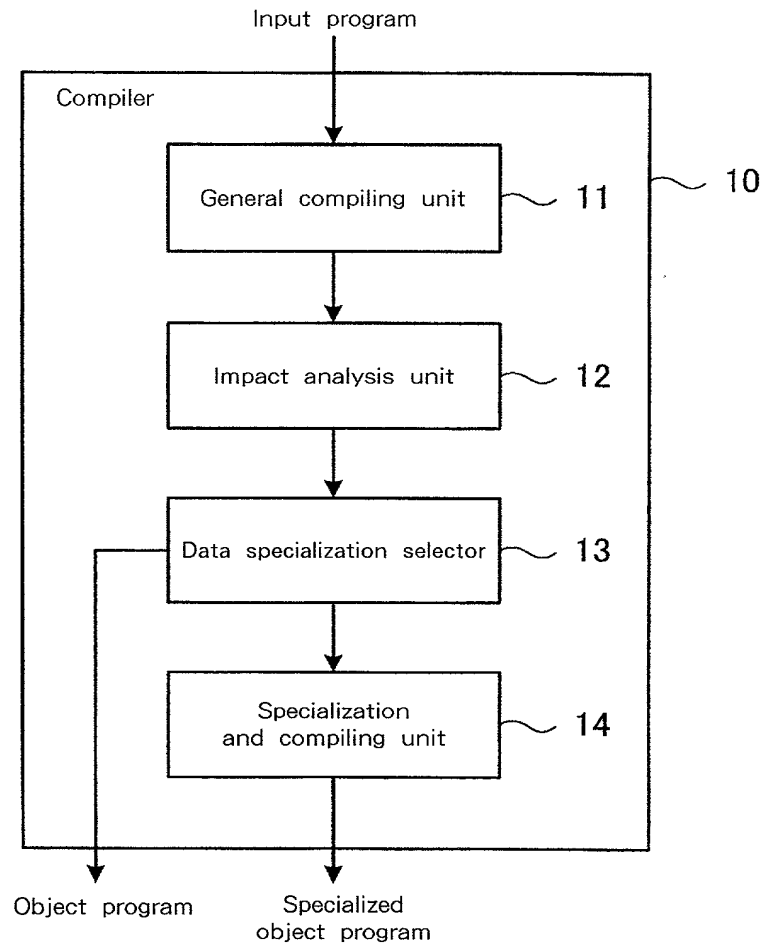 Input program
Compiler
General compiling unit
11
10
Impact analysis unit
12
Data specialization selector
13
Specialization
and compiling unit
14
Object program
Specialized
object program